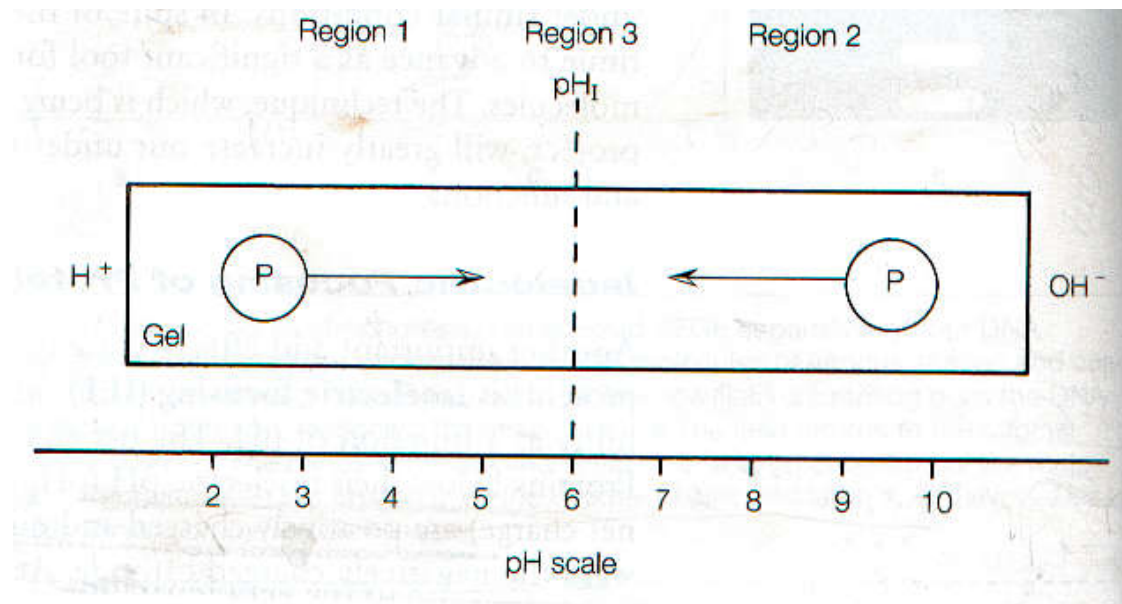 Region 1 Region 3 Region 2
pH_I
H⁺ P P OH⁻
Gel
2 3 4 5 6 7 8 9 10
pH scale